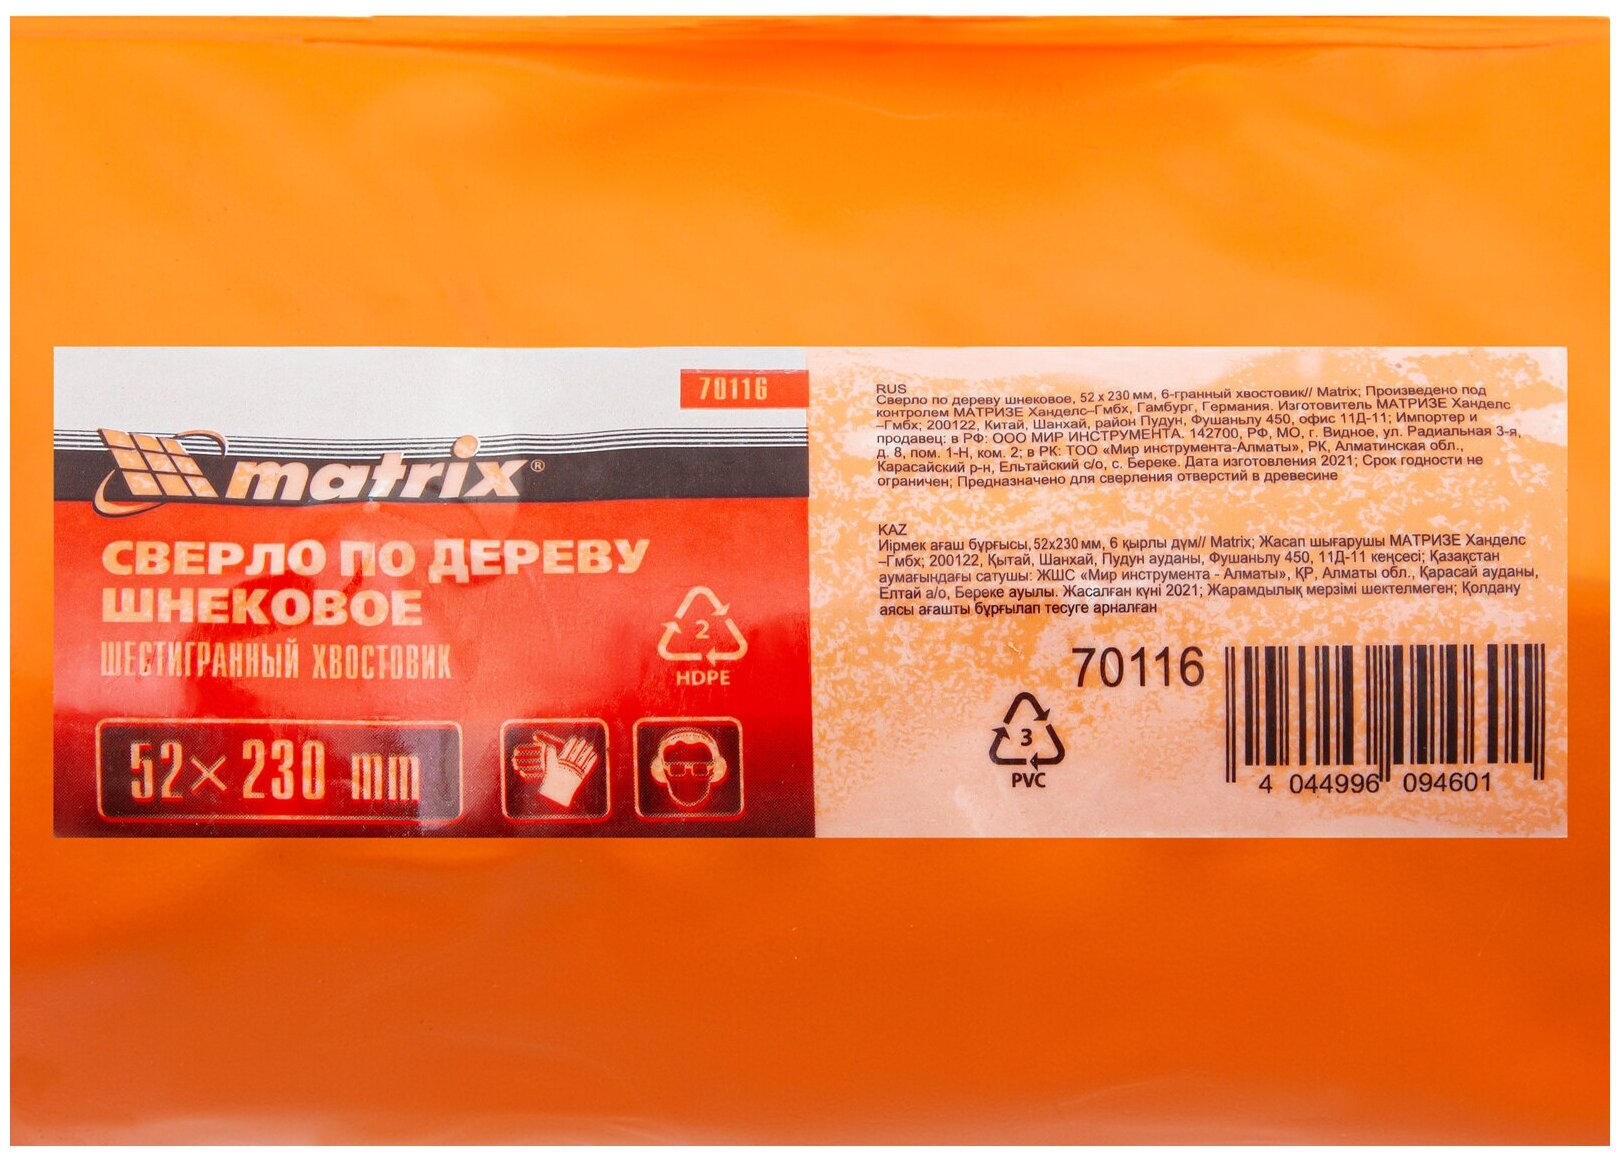 70116
matrix®
СВЕРЛО ПО ДЕРЕВУ
ШНЕКОВОЕ
ШЕСТИГРАННЫЙ ХВОСТОВИК
2
HDPE
52×230 mm
RUS
Сверло по дереву шнековое, 52 х 230 мм, 6-гранный хвостовик// Matrix; Произведено под
контролем МАТРИЗЕ Ханделс–Гмбх, Гамбург, Германия. Изготовитель МАТРИЗЕ Ханделс
–Гмбх; 200122, Китай, Шанхай, район Пудун, Фушаньлу 450, офис 11Д-11; Импортер и
продавец: в РФ: ООО МИР ИНСТРУМЕНТА. 142700, РФ, МО, г. Видное, ул. Радиальная 3-я,
д. 8, пом. 1-Н, ком. 2; в РК: ТОО «Мир инструмента-Алматы», РК, Алматинская обл.,
Карасайский р-н, Ельтайский с/о, с. Береке. Дата изготовления 2021; Срок годности не
ограничен; Предназначено для сверления отверстий в древесине
KAZ
Иірмек ағаш бұрғысы, 52х230 мм, 6 қырлы дүм// Matrix; Жасап шығарушы МАТРИЗЕ Ханделс
–Гмбх; 200122, Қытай, Шанхай, Пудун ауданы, Фушаньлу 450, 11Д-11 кеңсесі; Қазақстан
аумағындағы сатушы: ЖШС «Мир инструмента - Алматы», ҚР, Алматы обл., Қарасай ауданы,
Елтай а/о, Береке ауылы. Жасалған күні 2021; Жарамдылық мерзімі шектелмеген; Қолдану
аясы ағашты бұрғылап тесуге арналған
70116
3
PVC
4 044996 094601